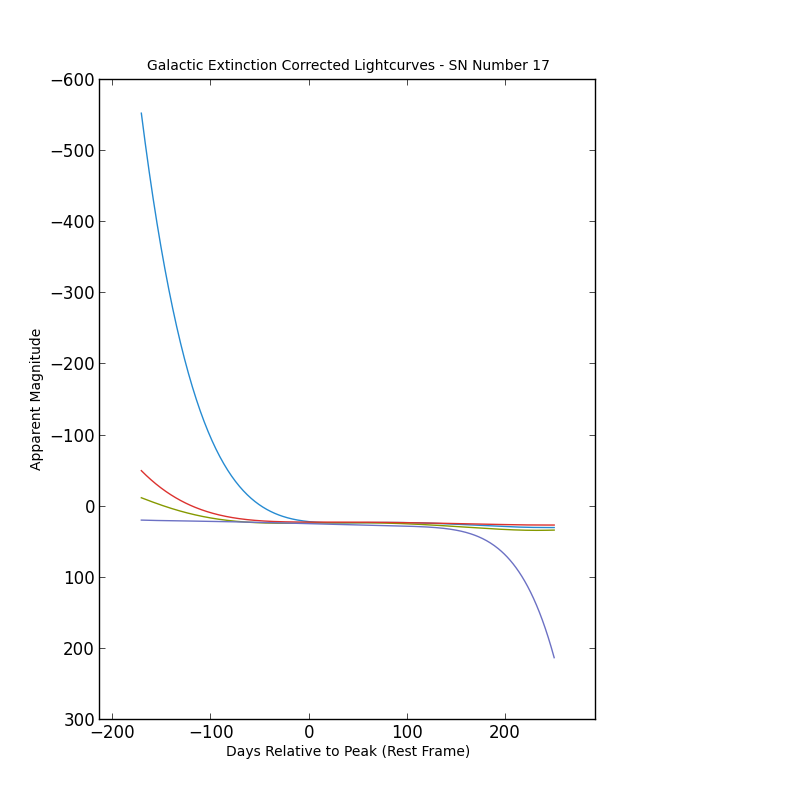 Galactic Extinction Corrected Lightcurves - SN Number 17
−600
−500
−400
−300
−200
−100
0
100
200
300
Apparent Magnitude
−200 −100 0 100 200
Days Relative to Peak (Rest Frame)